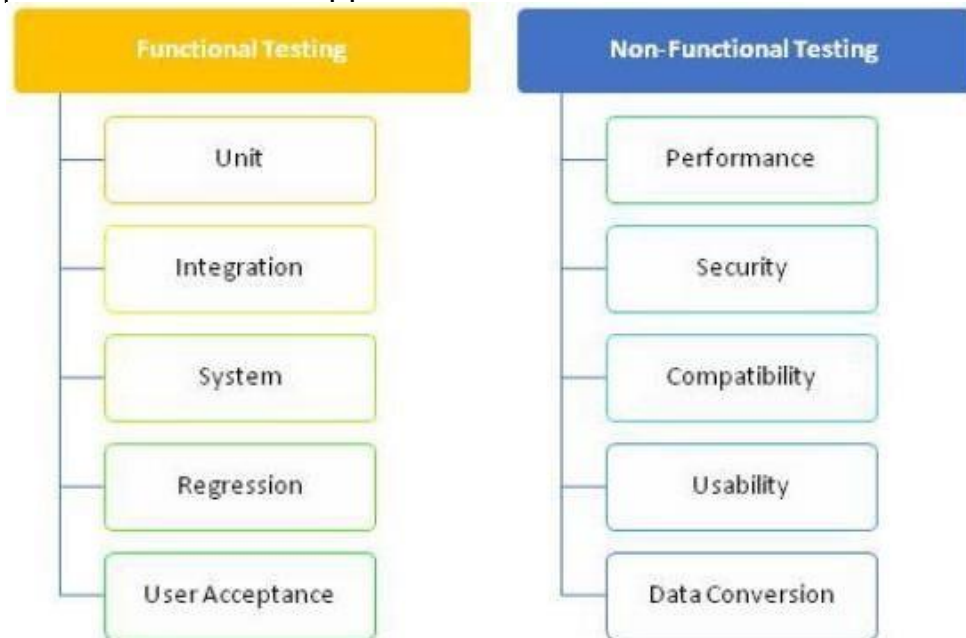 Functional Testing
Unit
Integration
System
Regression
User Acceptance
Non-Functional Testing
Performance
Security
Compatibility
Usability
Data Conversion